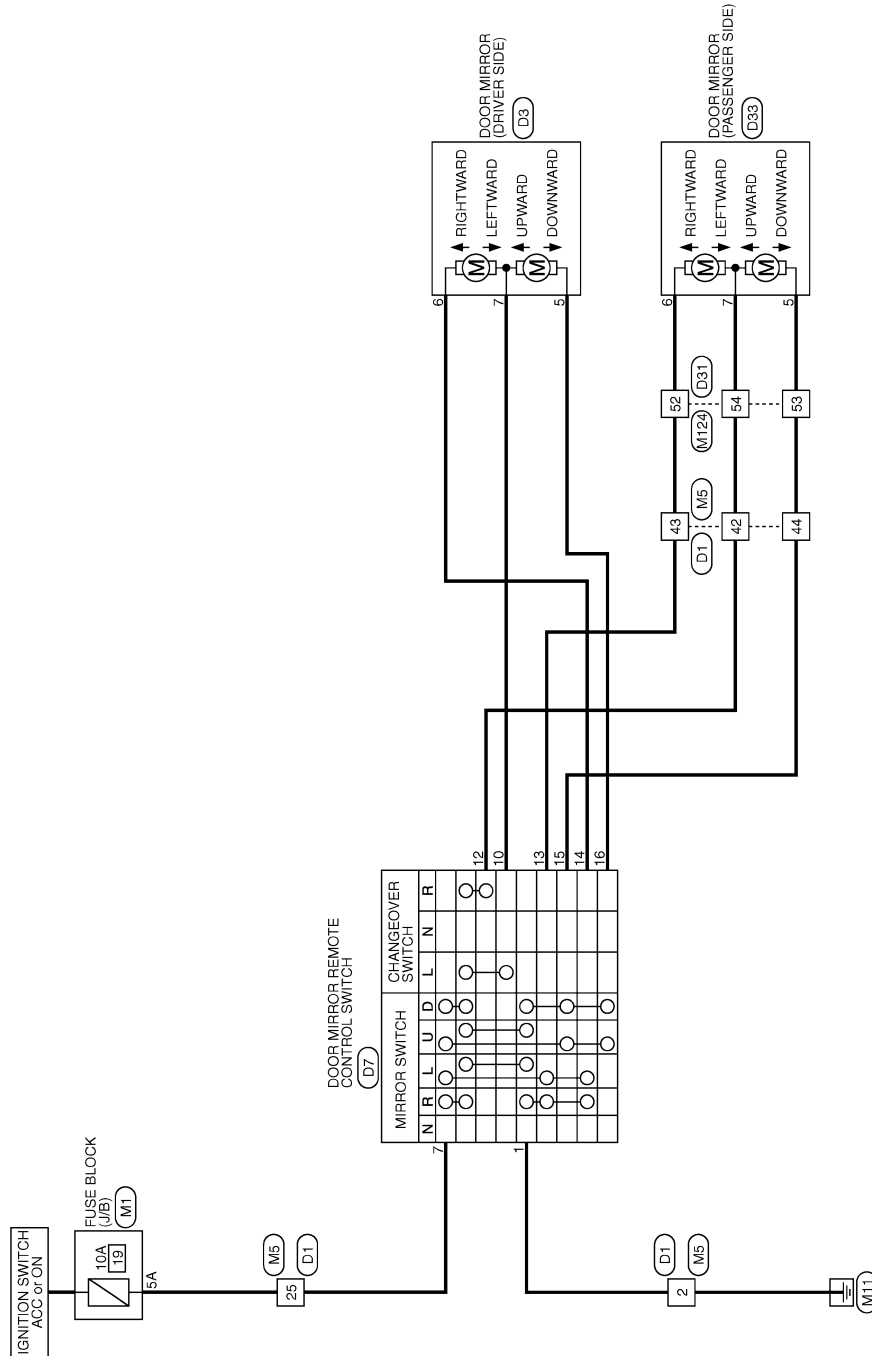 IGNITION SWITCH
ACC or ON
FUSE BLOCK
(J/B)
M1
10A
19
5A
M5
D1
25
DOOR MIRROR REMOTE
CONTROL SWITCH
D7
MIRROR SWITCH
CHANGEOVER
SWITCH
N R L U D L N R
7
1
12
10
13
15
14
16
D1
M5
2
M11
DOOR MIRROR
(DRIVER SIDE)
D3
RIGHTWARD
LEFTWARD
UPWARD
DOWNWARD
M
M
6
7
5
DOOR MIRROR
(PASSENGER SIDE)
D33
RIGHTWARD
LEFTWARD
UPWARD
DOWNWARD
M
M
6
7
5
52
54
53
M124
D31
43
42
44
D1
M5